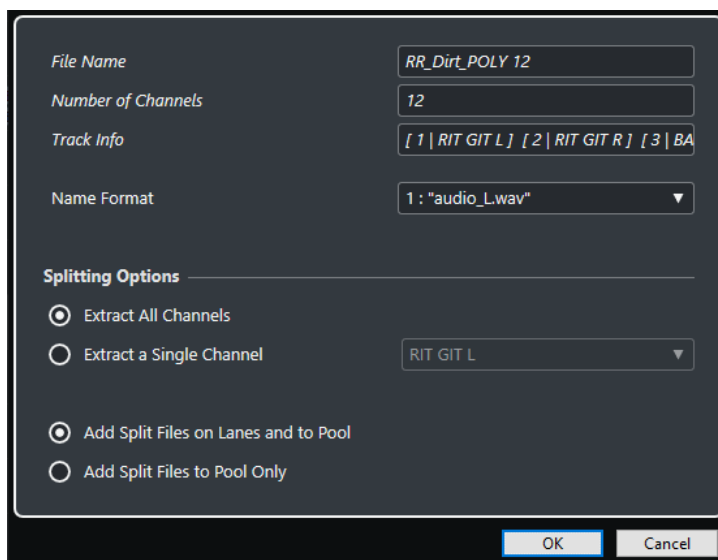 File Name RR_Dirt_POLY 12
Number of Channels 12
Track Info [ 1 | RIT GIT L ] [ 2 | RIT GIT R ] [ 3 | BA
Name Format 1 : "audio_L.wav"
Splitting Options
Extract All Channels
Extract a Single Channel RIT GIT L
Add Split Files on Lanes and to Pool
Add Split Files to Pool Only
OK Cancel